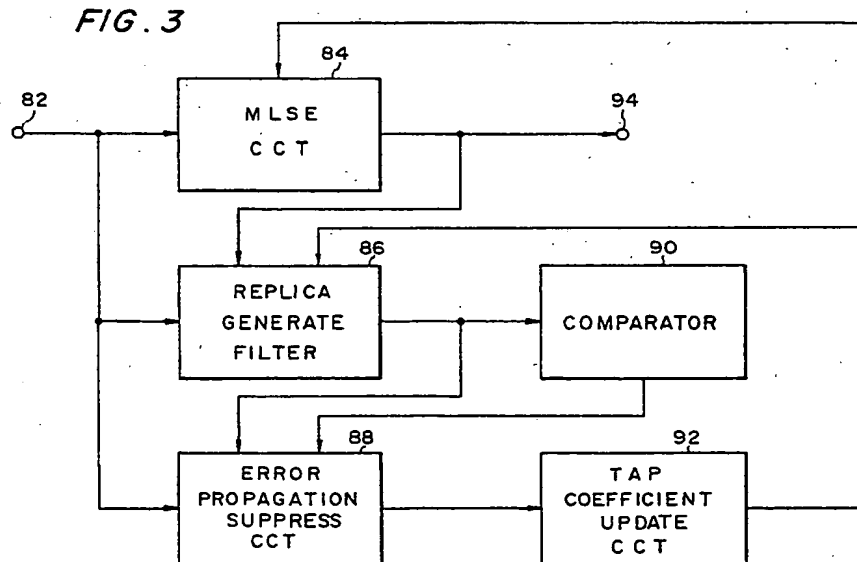 FIG. 3
84
82
MLSE
CCT
94
86
90
REPLICA
GENERATE
FILTER
COMPARATOR
88
92
ERROR
PROPAGATION
SUPPRESS
CCT
TAP
COEFFICIENT
UPDATE
CCT